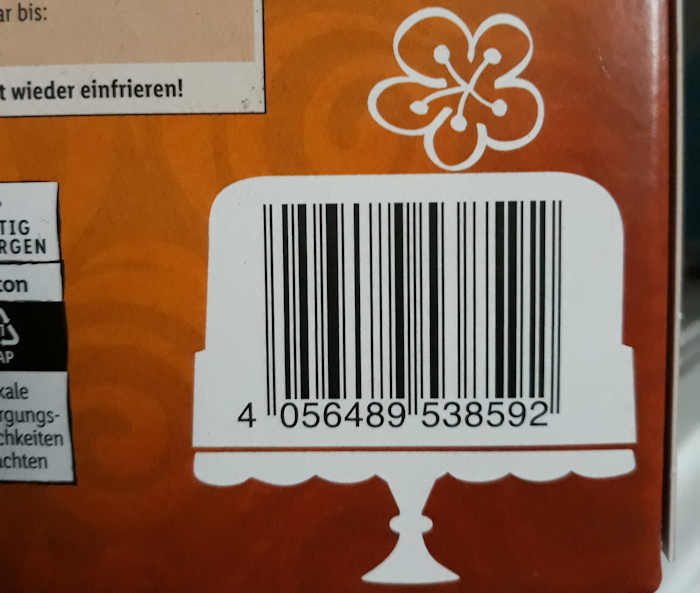 ar bis:
t wieder einfrieren!
TIG
RGEN
ton
AP
kale
rgungs-
chkeiten
achten
4 056489 538592